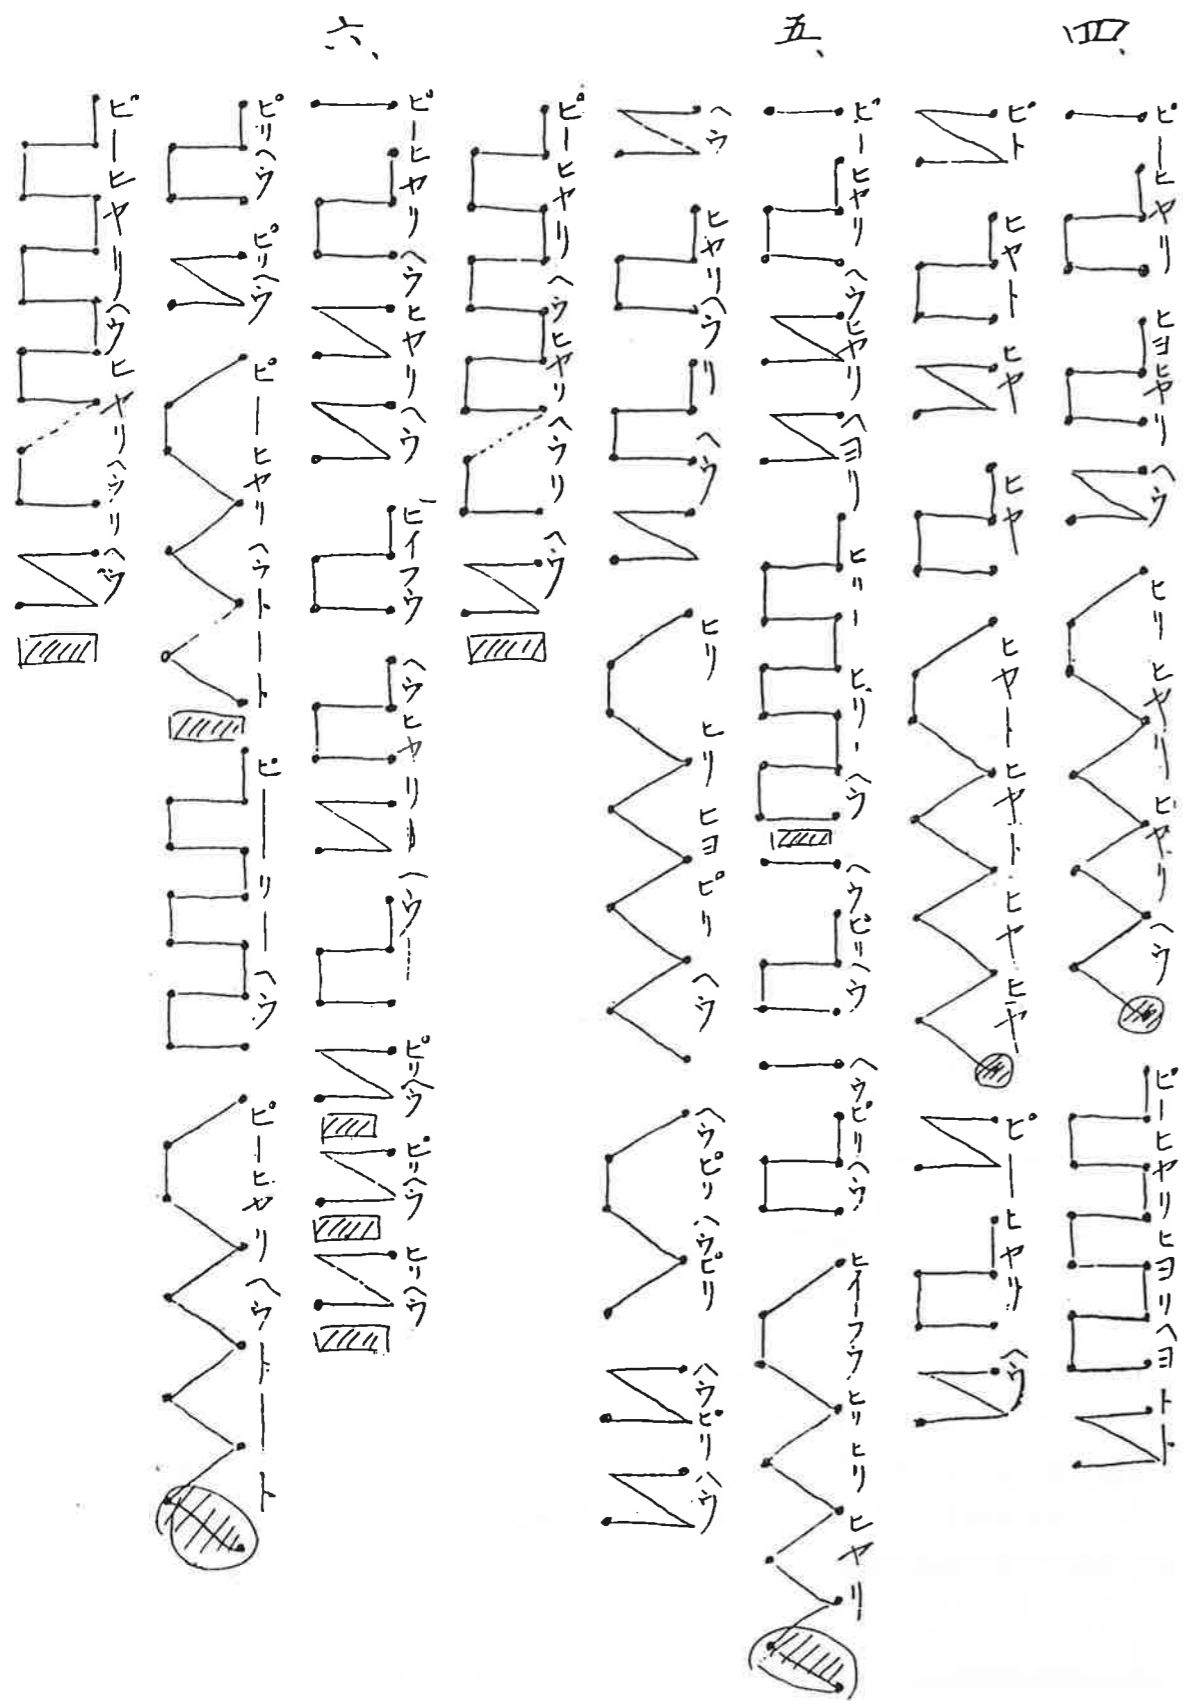 四、
ピーヒヤリ ヒヨヒヤリ ヘウ ヒリ ヒヤリ ヒヤリ ヘウ ピーヒヤリヒヨリヘヨ トト
ピト ヒヤト ヒヤ ヒヤ ヒヤト ヒヤト ヒヤ ヒヤ ピー ヒヤリ ヘウ
五、
ピーヒヤリ ヘウヒヤリ ヘヨリ ヒリー ヒリ・ ヘウ ヘウピリヘウ ヘウピリヘウ ヒイーフウ ヒリ ヒリ ヒヤリ
ヘウ ヒヤリヘウ リ ヘウ ヒリ ヒリ ヒヨ ピリ ヘウ ヘウピリ ヘウピリ ヘウピリ ヘウ
ピーヒヤリ ヘウ ヒヤリ ヘウリ ヘウ
六、
ピーヒヤリ ヘウ ヒヤリ ヘウ ピイフウ ヘウ ヒヤリー ヘウー ピリヘウ ピリヘウ ヒリヘウ
ピリヘウ ピリヘウ ピーヒヤリ ヘウトート ピーリー ヘウ ピーヒヤリ ヘウトート
ピーヒヤリ ヘウ ヒヤリ ヘウリ ヘウ